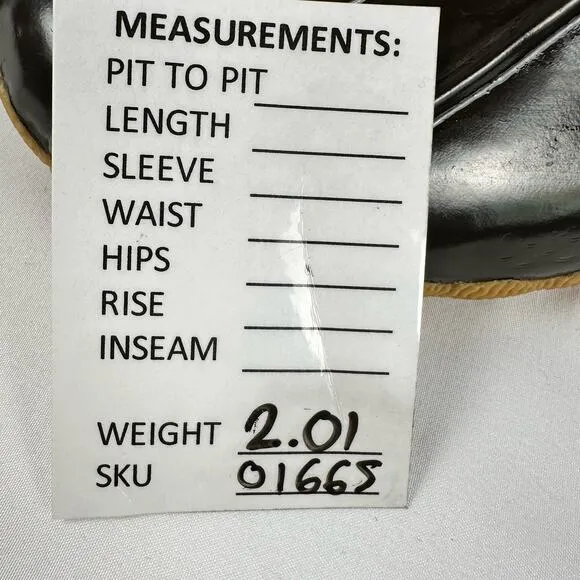 MEASUREMENTS:
PIT TO PIT
LENGTH
SLEEVE
WAIST
HIPS
RISE
INSEAM
WEIGHT 2.01
SKU 01665